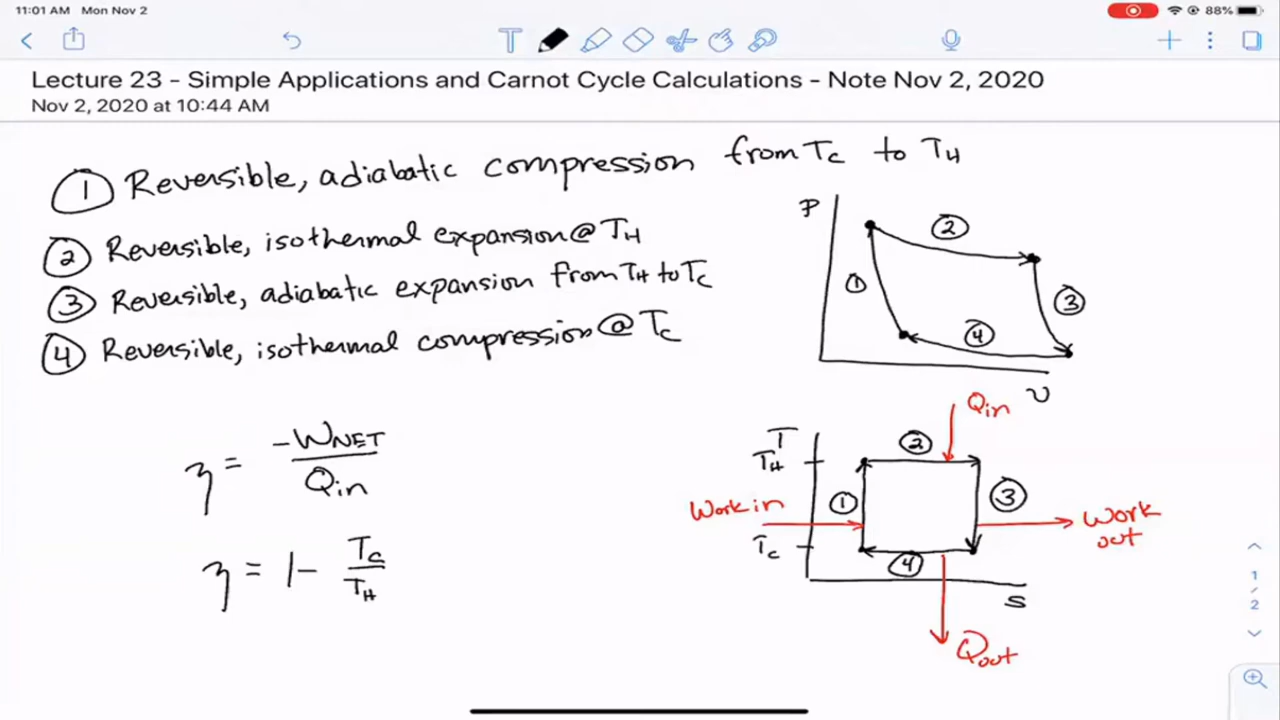 11:01 AM Mon Nov 2
88%
Lecture 23 - Simple Applications and Carnot Cycle Calculations - Note Nov 2, 2020
Nov 2, 2020 at 10:44 AM
① Reversible, adiabatic compression from Tc to TH
② Reversible, isothermal expansion @ TH
③ Reversible, adiabatic expansion from TH to Tc
④ Reversible, isothermal compression @ Tc
P
②
①
③
④
V
η = -WNET / Qin
η = 1 - Tc / TH
Qin
T
②
TH
①
③
Work in
Work out
Tc
④
S
Qout
1
/
2